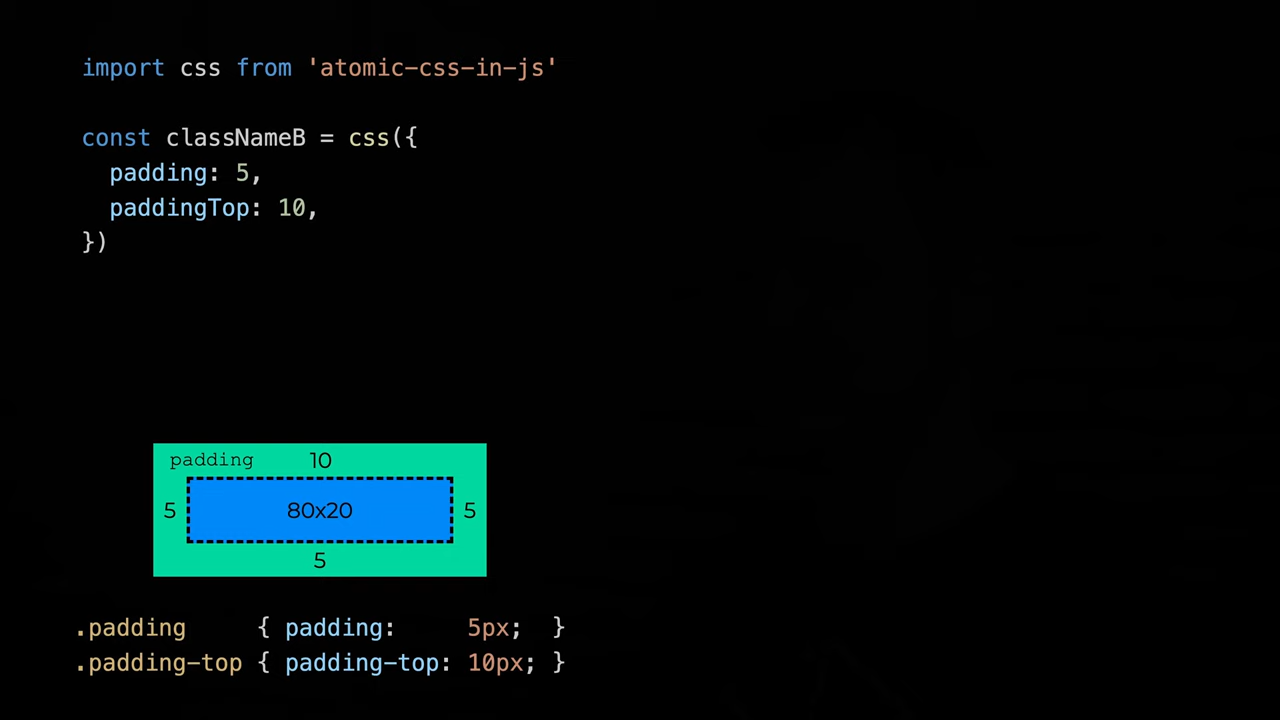 import css from 'atomic-css-in-js'
const classNameB = css({
  padding: 5,
  paddingTop: 10,
})
padding 10
5 80x20 5
5
.padding     { padding:     5px;  }
.padding-top { padding-top: 10px; }